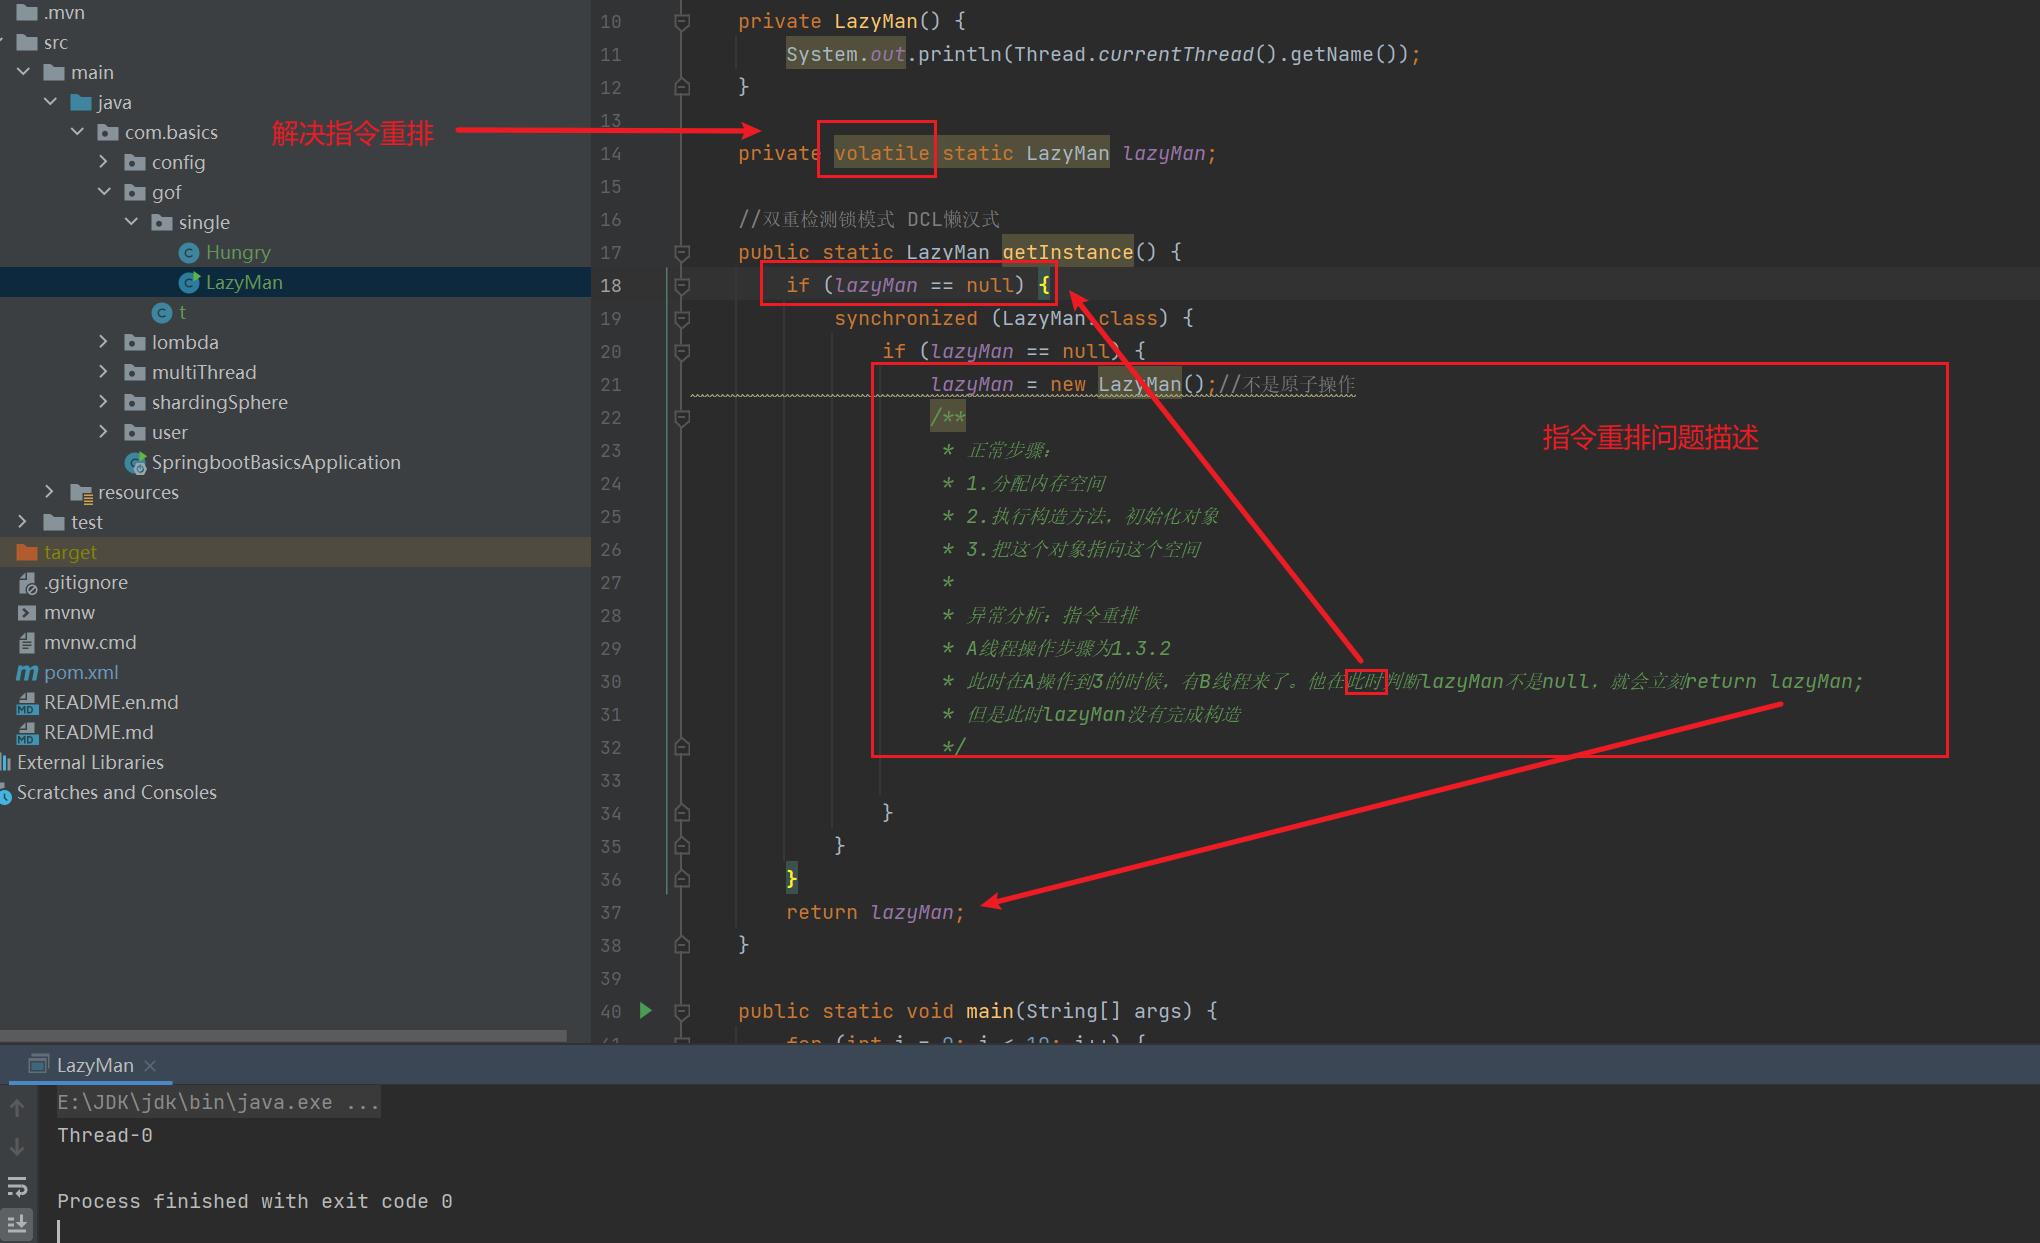 .mvn
src
main
java
com.basics
config
gof
single
Hungry
LazyMan
t
lombda
multiThread
shardingSphere
user
SpringbootBasicsApplication
resources
test
target
.gitignore
mvnw
mvnw.cmd
pom.xml
README.en.md
README.md
External Libraries
Scratches and Consoles
解决指令重排
10 private LazyMan() {
11 System.out.println(Thread.currentThread().getName());
12 }
13
14 private volatile static LazyMan lazyMan;
15
16 //双重检测锁模式 DCL懒汉式
17 public static LazyMan getInstance() {
18 if (lazyMan == null) {
19 synchronized (LazyMan.class) {
20 if (lazyMan == null) {
21 lazyMan = new LazyMan();//不是原子操作
22 /**
23 * 正常步骤：
24 * 1.分配内存空间
25 * 2.执行构造方法，初始化对象
26 * 3.把这个对象指向这个空间
27 *
28 * 异常分析：指令重排
29 * A线程操作步骤为1.3.2
30 * 此时在A操作到3的时候，有B线程来了。他在此时判断lazyMan不是null，就会立刻return lazyMan;
31 * 但是此时lazyMan没有完成构造
32 */
33
34 }
35 }
36 }
37 return lazyMan;
38 }
39
40 public static void main(String[] args) {
41 for (int i = 0; i < 10; i++) {
指令重排问题描述
LazyMan
E:\JDK\jdk\bin\java.exe ...
Thread-0
Process finished with exit code 0